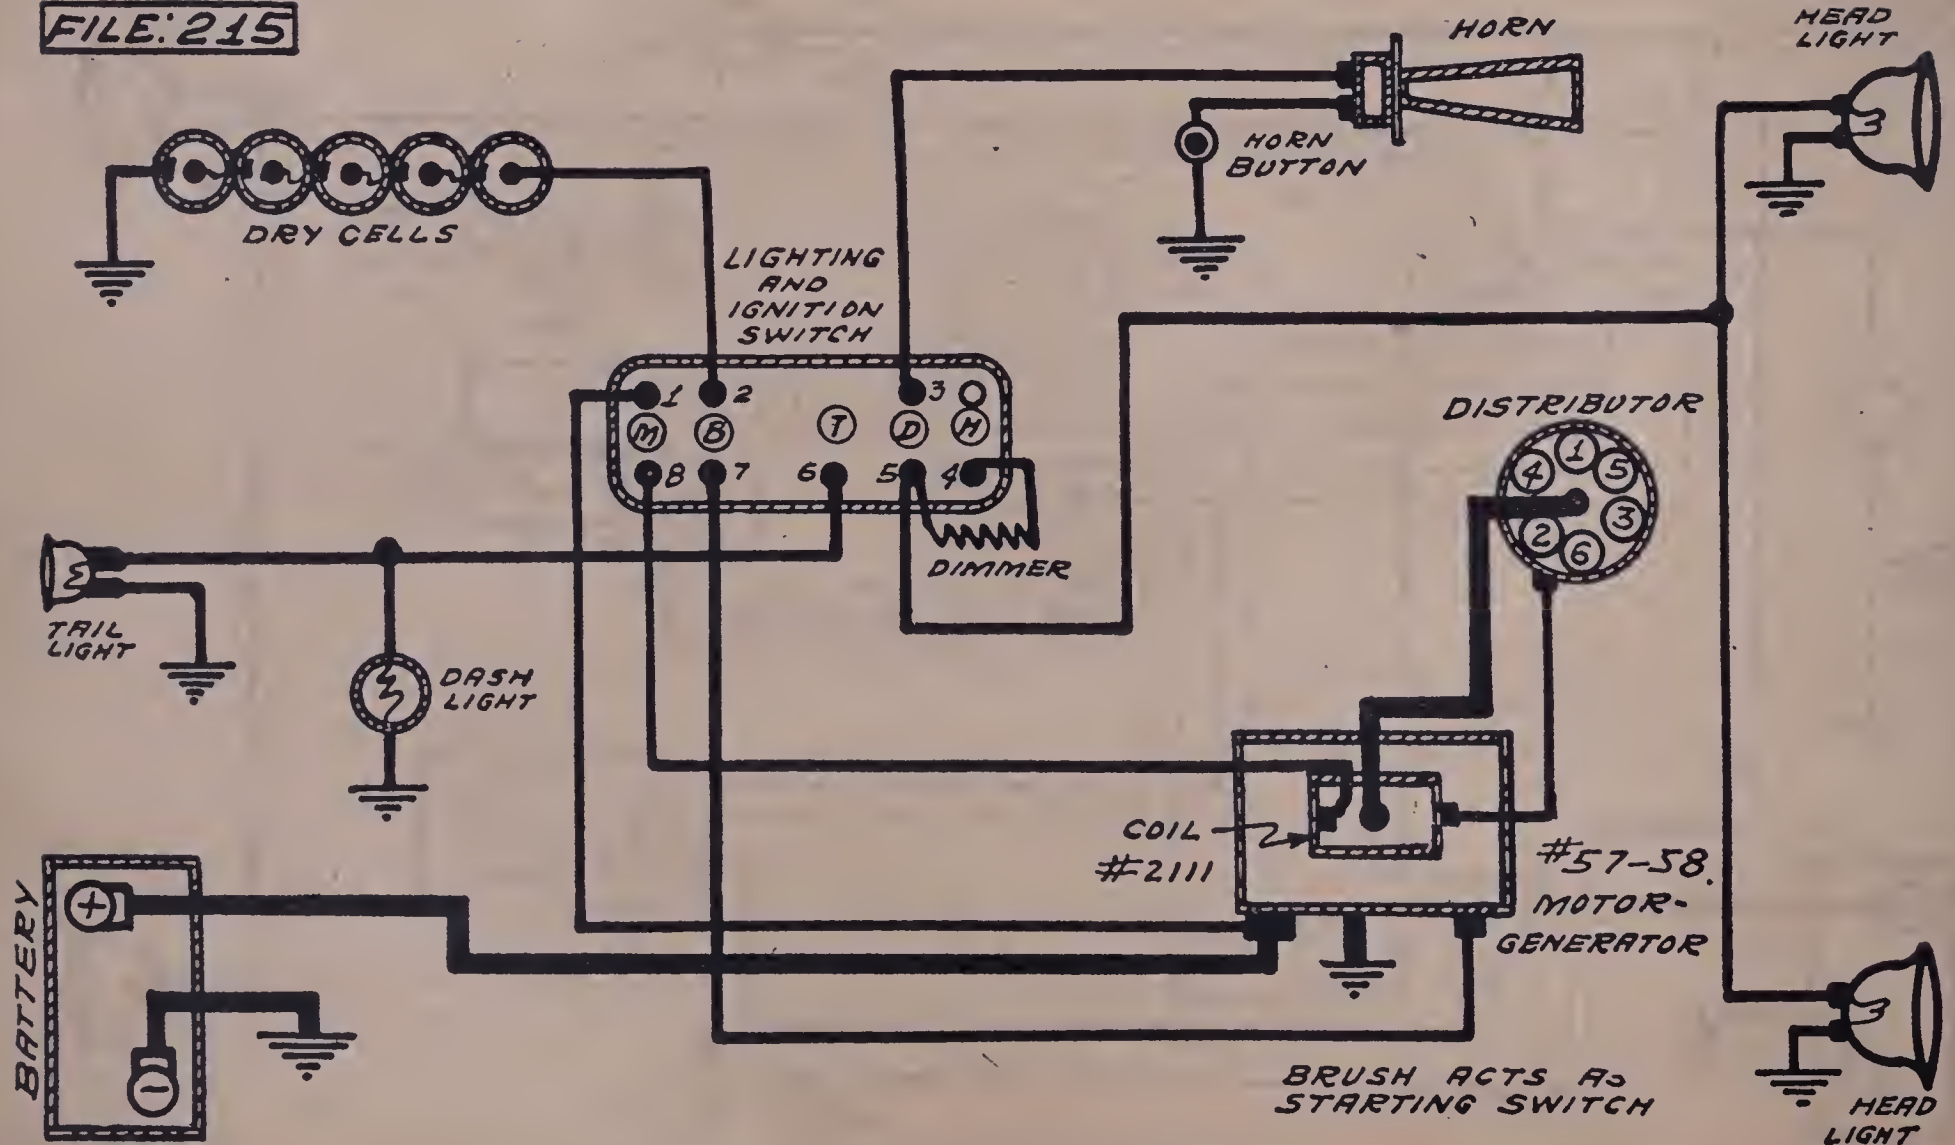 FILE: 215
HORN
HEAD
LIGHT
HORN
BUTTON
DRY CELLS
LIGHTING
AND
IGNITION
SWITCH
1 2 3
M B T D H
8 7 6 5 4
DIMMER
DISTRIBUTOR
1
4 5
2 3
6
TAIL
LIGHT
DASH
LIGHT
COIL
#2111
#57-58.
MOTOR-
GENERATOR
BATTERY
+
−
BRUSH ACTS AS
STARTING SWITCH
HEAD
LIGHT